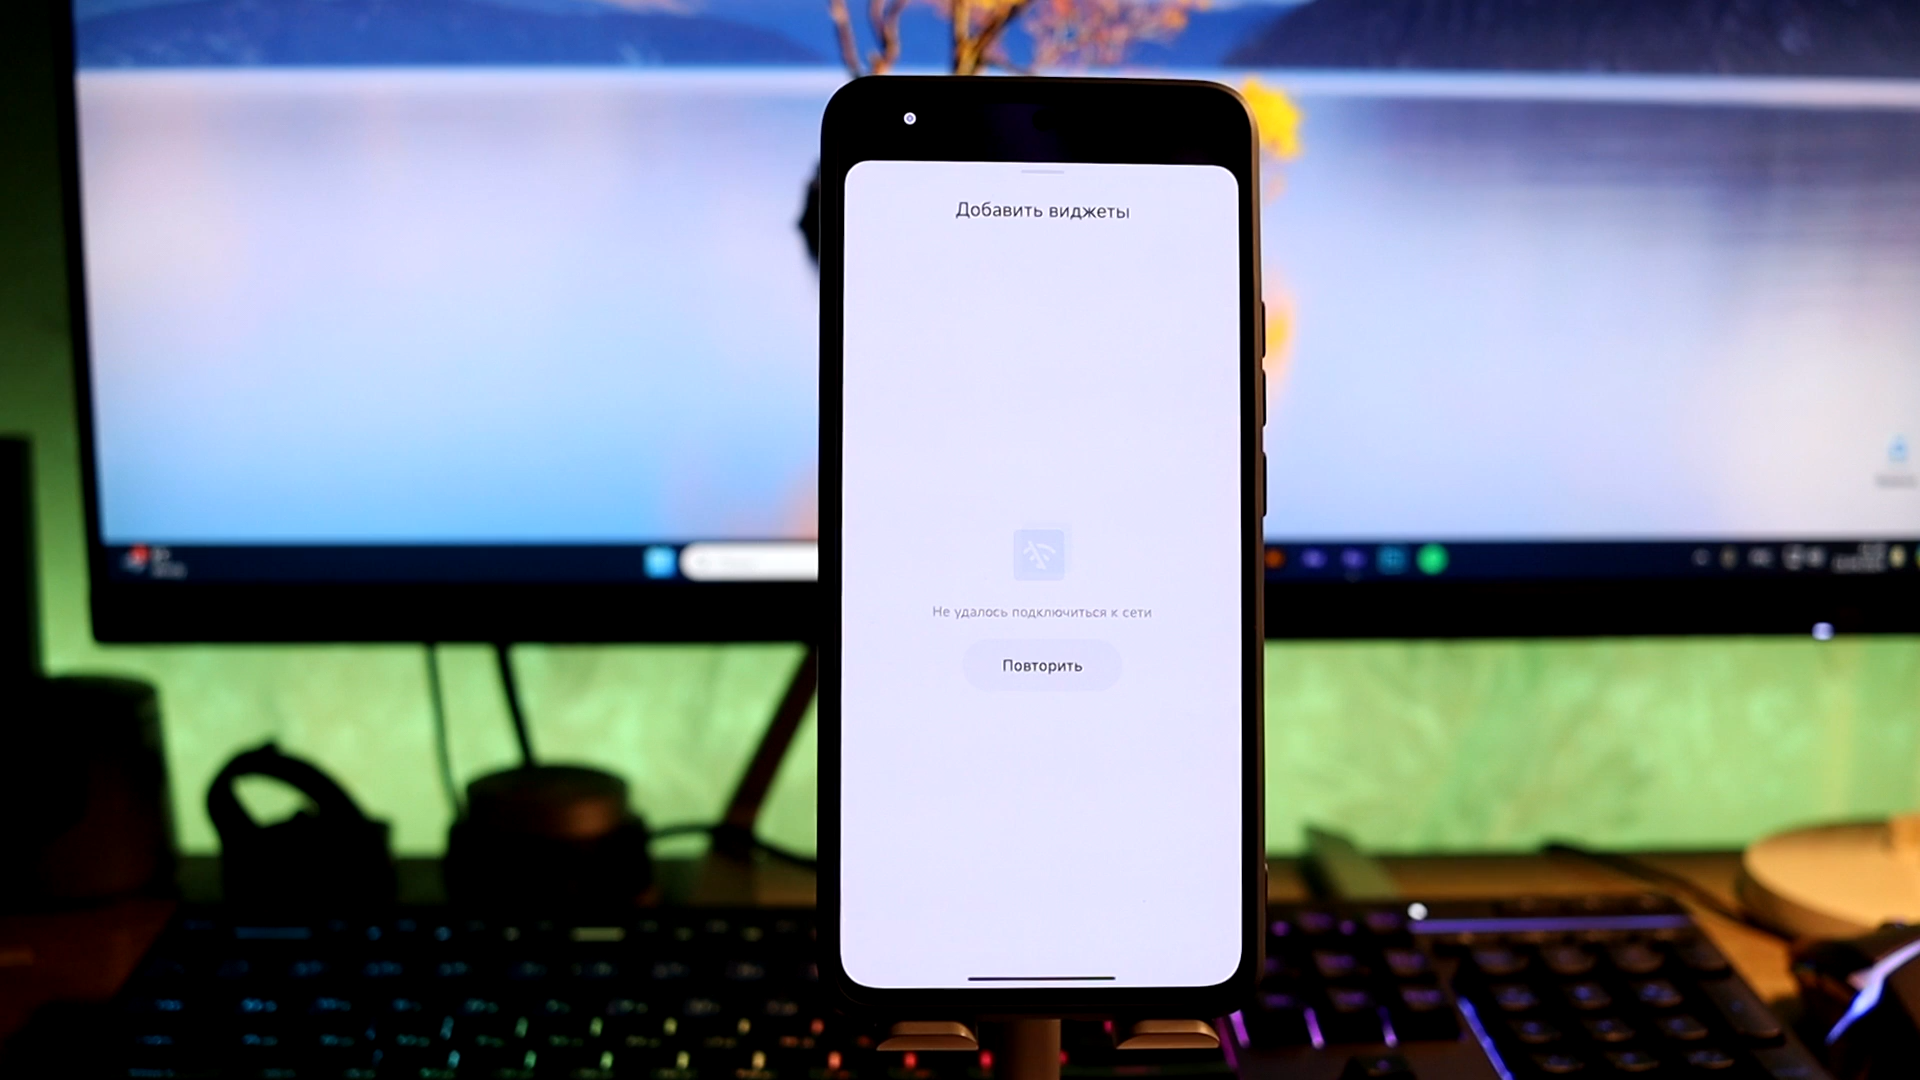 Добавить виджеты
Не удалось подключиться к сети
Повторить